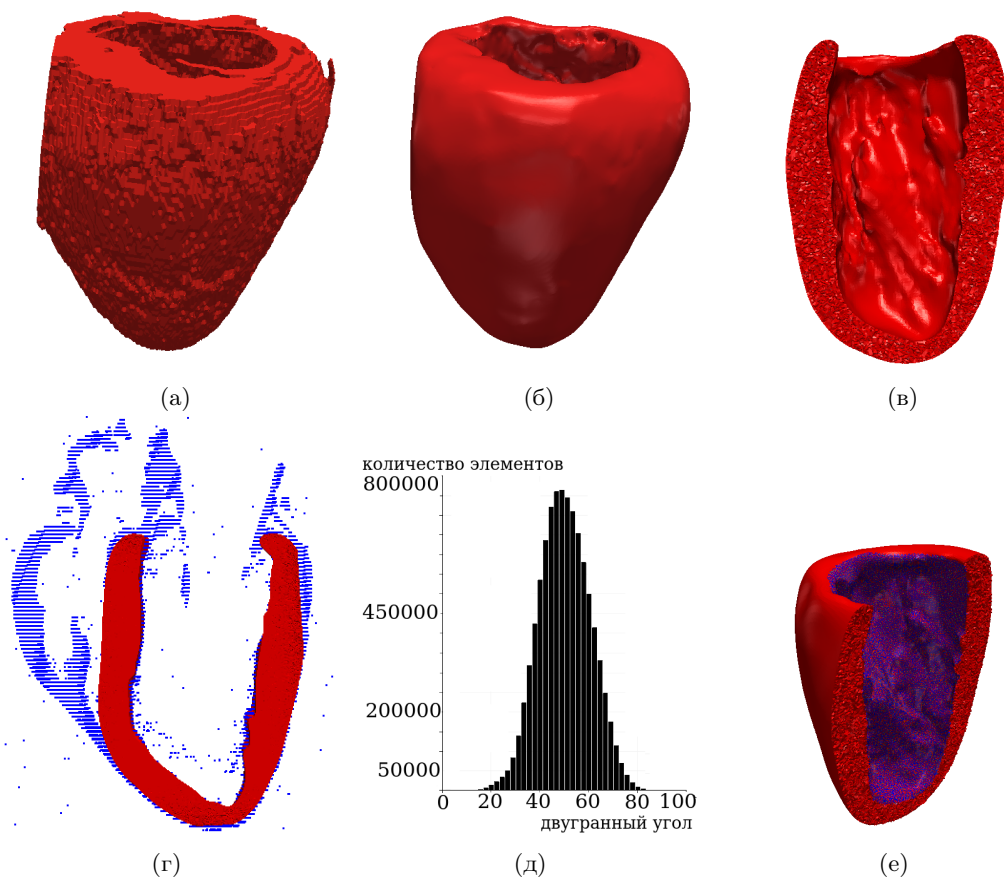 (а)
(б)
(в)
количество элементов
800000
450000
200000
50000
0
20
40
60
80
100
двугранный угол
(г)
(д)
(е)